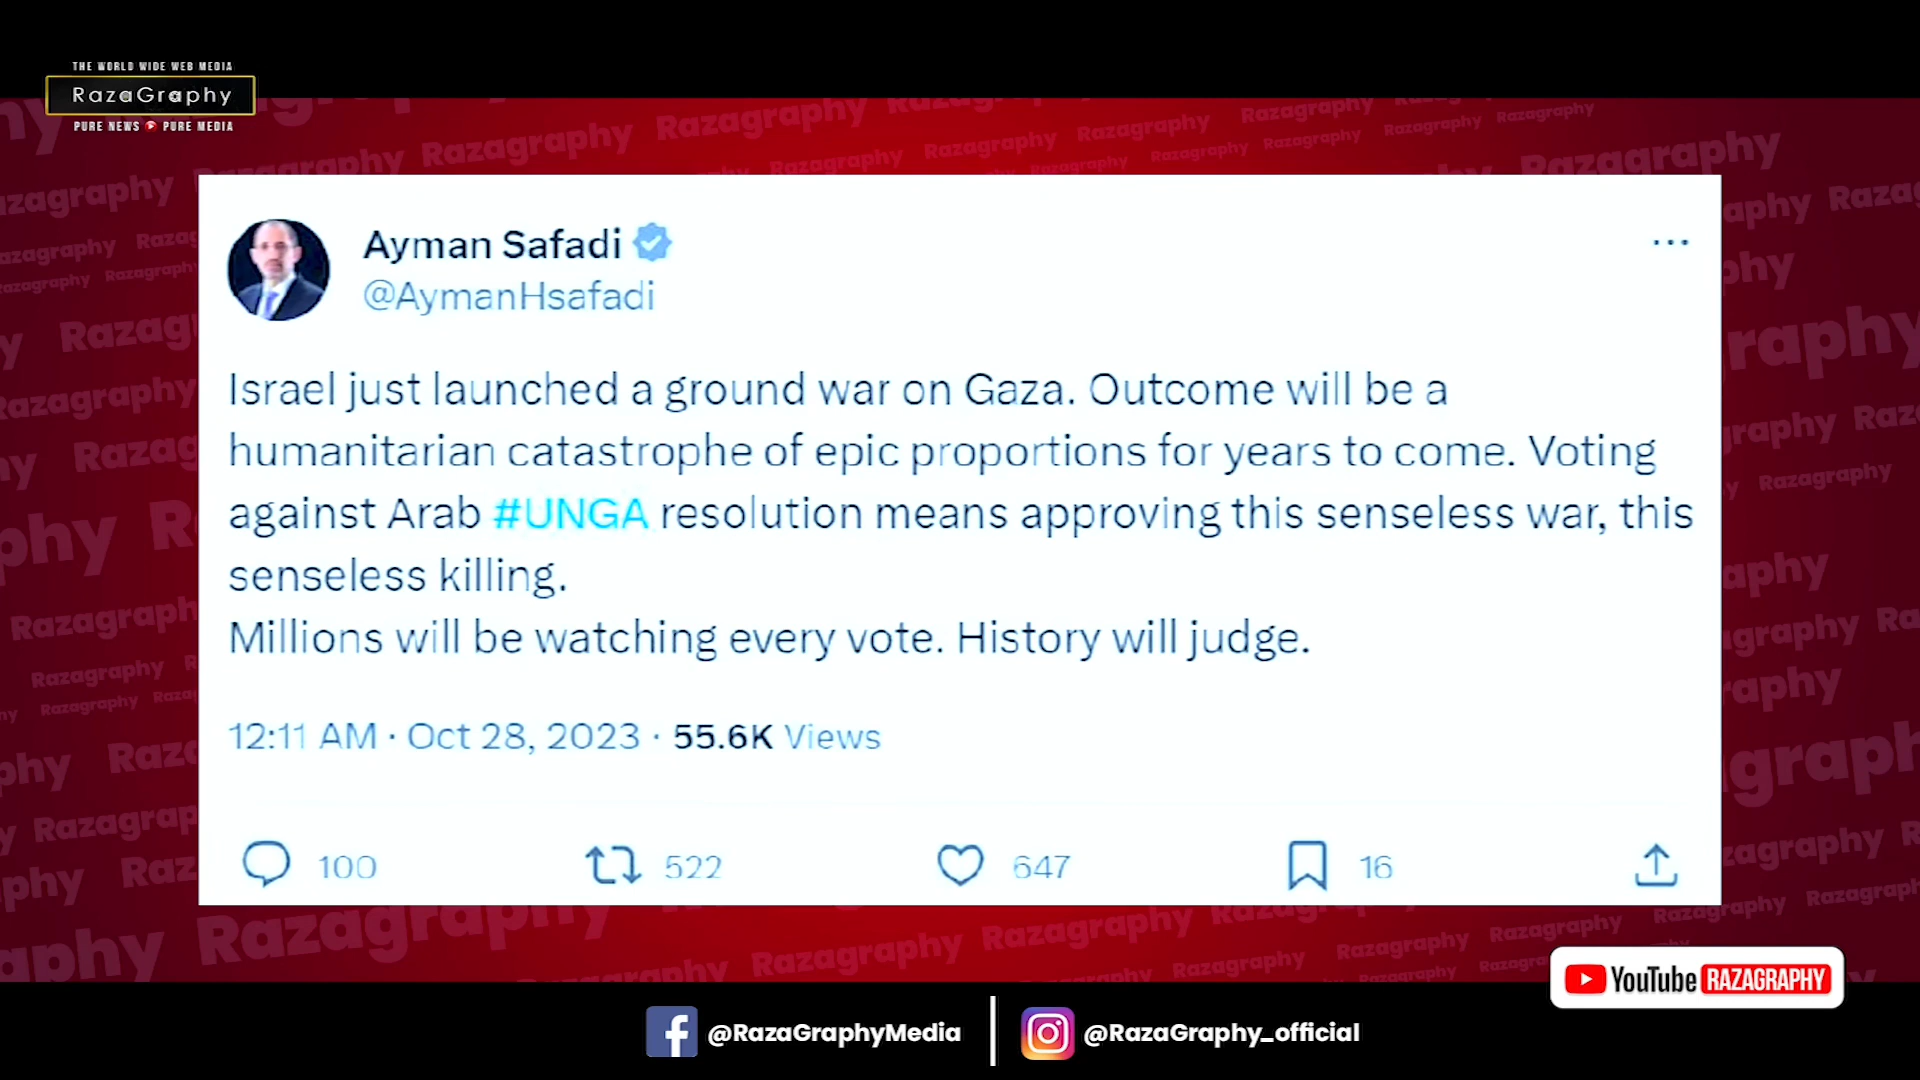 THE WORLD WIDE WEB MEDIA
RazaGraphy
PURE NEWS PURE MEDIA
Ayman Safadi
@AymanHsafadi
Israel just launched a ground war on Gaza. Outcome will be a
humanitarian catastrophe of epic proportions for years to come. Voting
against Arab #UNGA resolution means approving this senseless war, this
senseless killing.
Millions will be watching every vote. History will judge.
12:11 AM · Oct 28, 2023 · 55.6K Views
100 522 647 16
YouTube RAZAGRAPHY
@RazaGraphyMedia
@RazaGraphy_official